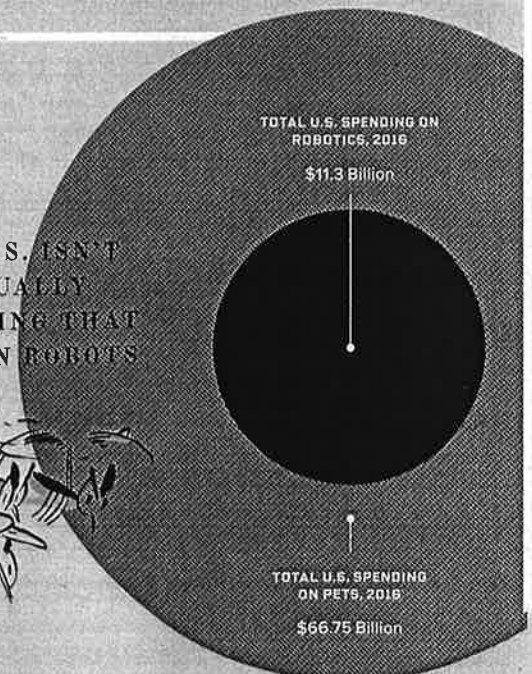 TOTAL U.S. SPENDING ON
ROBOTICS, 2016
$11.3 Billion
S. ISN'T
UALLY
ING THAT
N ROBOTS
TOTAL U.S. SPENDING
ON PETS, 2016
$66.75 Billion